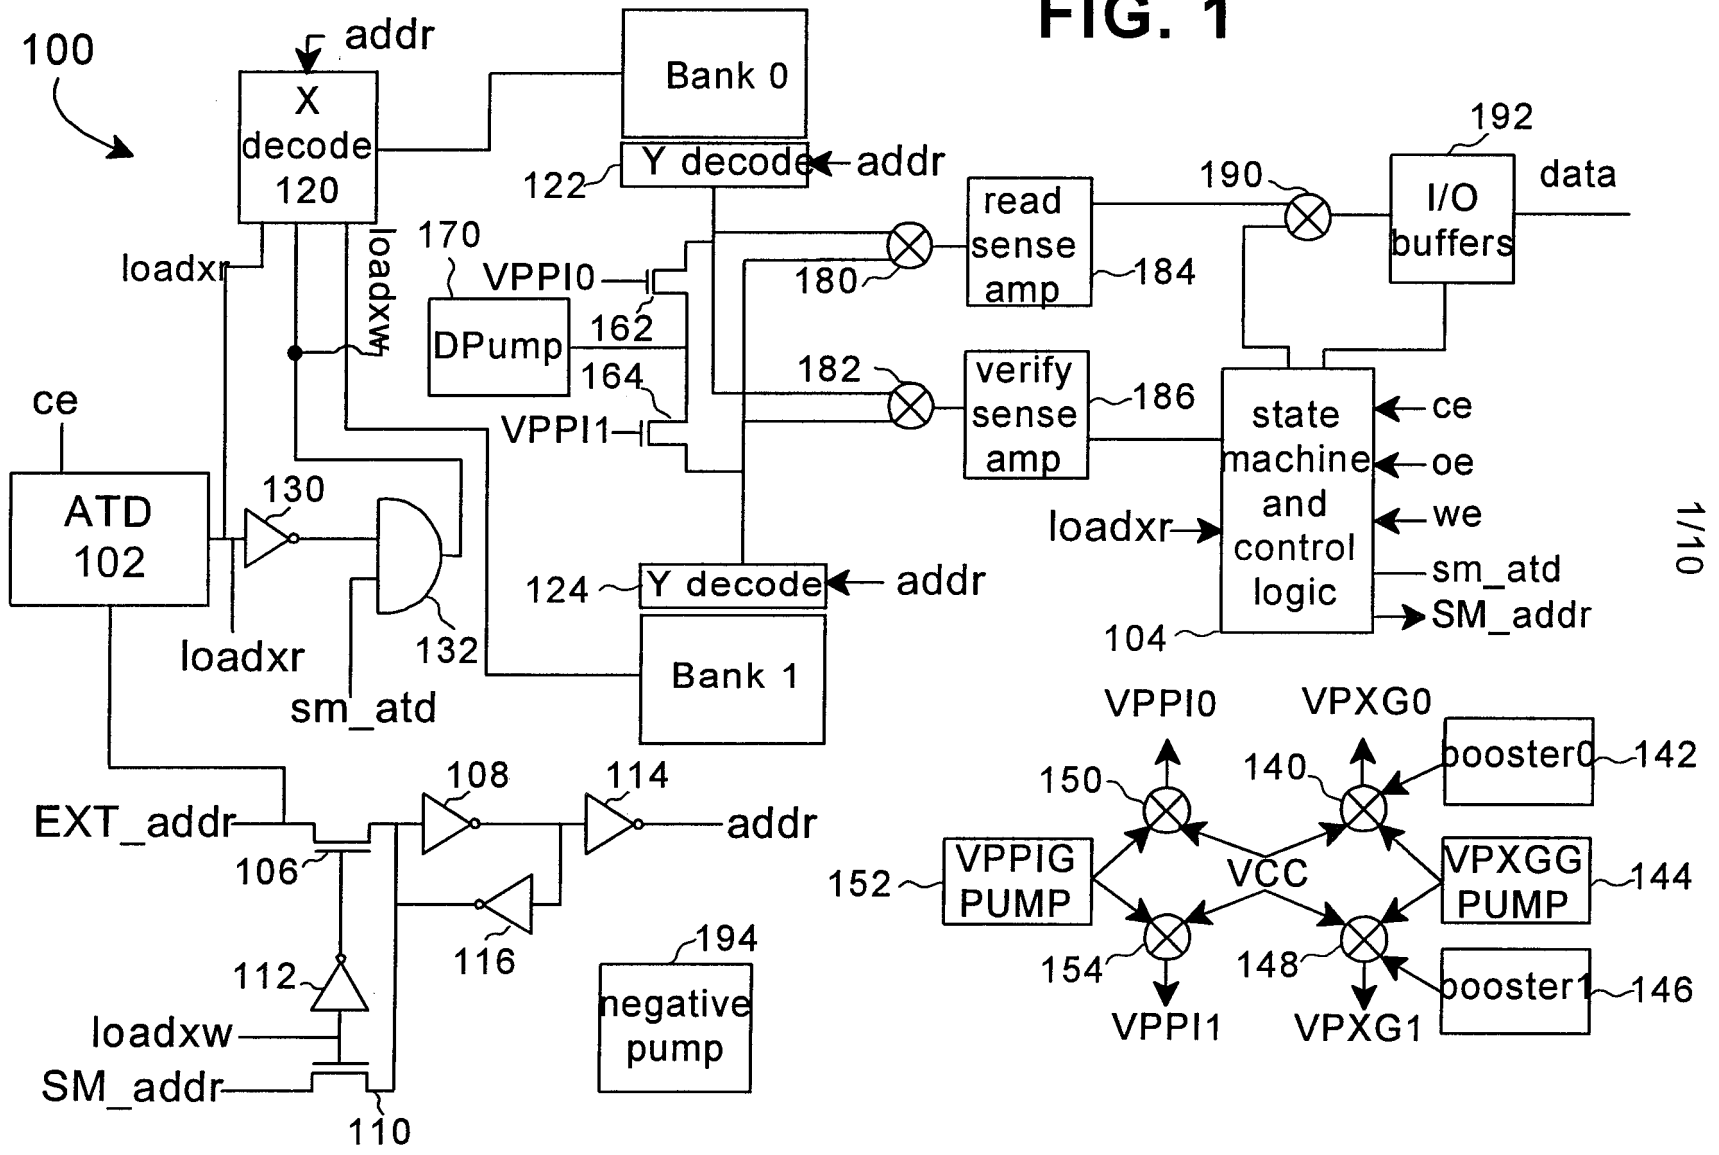 FIG. 1
100
addr
X
decode
120
Bank 0
Y decode
addr
122
loadxr
loadxw
170
DPump
VPPI0
162
164
VPPI1
180
182
read
sense
amp
184
verify
sense
amp
186
190
192
I/O
buffers
data
state
machine
and
control
logic
104
loadxr
ce
oe
we
sm_atd
SM_addr
1/10
ce
ATD
102
130
132
loadxr
sm_atd
124
Y decode
addr
Bank 1
EXT_addr
106
108
114
addr
116
112
loadxw
SM_addr
110
194
negative
pump
VPPI0
VPXG0
150
140
booster0
142
152
VPPIG
PUMP
VCC
VPXGG
PUMP
144
154
148
booster1
146
VPPI1
VPXG1